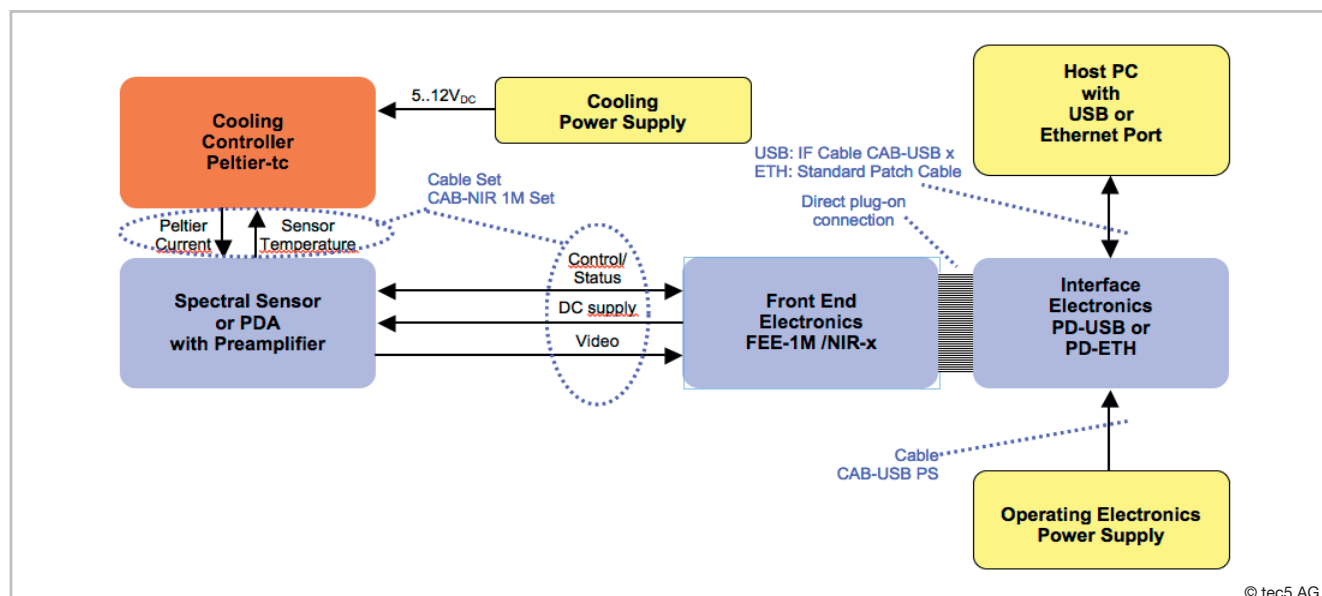 Cooling
Controller
Peltier-tc
5..12VDC
Cooling
Power Supply
Host PC
with
USB or
Ethernet Port
USB: IF Cable CAB-USB x
ETH: Standard Patch Cable
Cable Set
CAB-NIR 1M Set
Direct plug-on
connection
Peltier
Current
Sensor
Temperature
Spectral Sensor
or PDA
with Preamplifier
Control/
Status
DC supply
Video
Front End
Electronics
FEE-1M /NIR-x
Interface
Electronics
PD-USB or
PD-ETH
Cable
CAB-USB PS
Operating Electronics
Power Supply
© tec5 AG